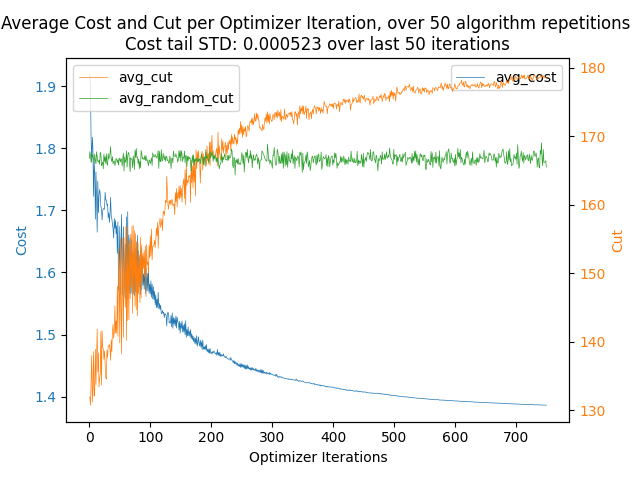 Average Cost and Cut per Optimizer Iteration, over 50 algorithm repetitions
Cost tail STD: 0.000523 over last 50 iterations
avg_cut
avg_random_cut
avg_cost
1.9
1.8
1.7
1.6
1.5
1.4
Cost
180
170
160
150
140
130
Cut
0 100 200 300 400 500 600 700
Optimizer Iterations